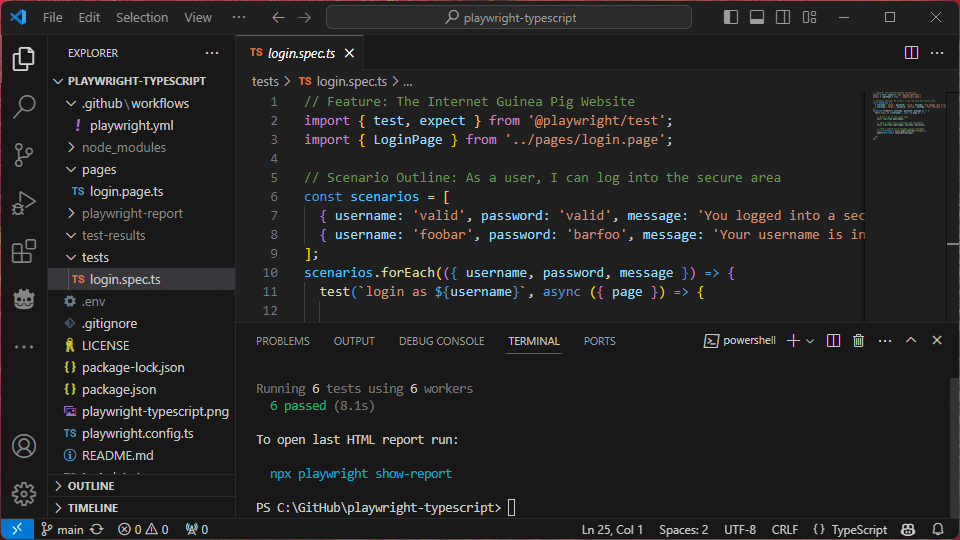 File Edit Selection View ··· playwright-typescript
EXPLORER ···
PLAYWRIGHT-TYPESCRIPT
.github\workflows
! playwright.yml
node_modules
pages
TS login.page.ts
playwright-report
test-results
tests
TS login.spec.ts
.env
.gitignore
LICENSE
{} package-lock.json
{} package.json
playwright-typescript.png
TS playwright.config.ts
README.md
OUTLINE
TIMELINE
TS login.spec.ts
tests > TS login.spec.ts > ...
1 // Feature: The Internet Guinea Pig Website
2 import { test, expect } from '@playwright/test';
3 import { LoginPage } from '../pages/login.page';
4
5 // Scenario Outline: As a user, I can log into the secure area
6 const scenarios = [
7 { username: 'valid', password: 'valid', message: 'You logged into a sec
8 { username: 'foobar', password: 'barfoo', message: 'Your username is in
9 ];
10 scenarios.forEach(({ username, password, message }) => {
11 test(`login as ${username}`, async ({ page }) => {
12
PROBLEMS OUTPUT DEBUG CONSOLE TERMINAL PORTS powershell
Running 6 tests using 6 workers
6 passed (8.1s)
To open last HTML report run:
npx playwright show-report
PS C:\GitHub\playwright-typescript>
main 0 0 0 Ln 25, Col 1 Spaces: 2 UTF-8 CRLF {} TypeScript